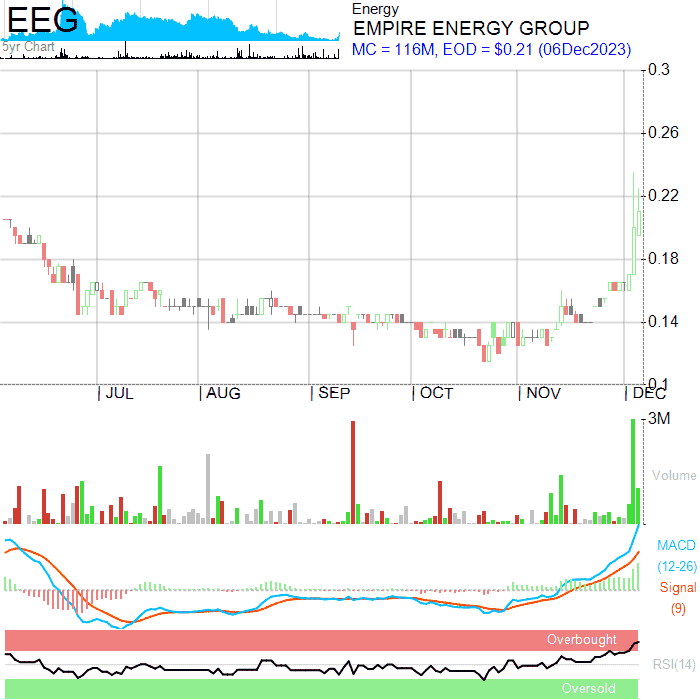 EEG
5yr Chart
Energy
EMPIRE ENERGY GROUP
MC = 116M, EOD = $0.21 (06Dec2023)
0.3
0.26
0.22
0.18
0.14
0.1
JUL AUG SEP OCT NOV DEC
3M
Volume
MACD
(12-26)
Signal
(9)
Overbought
RSI(14)
Oversold